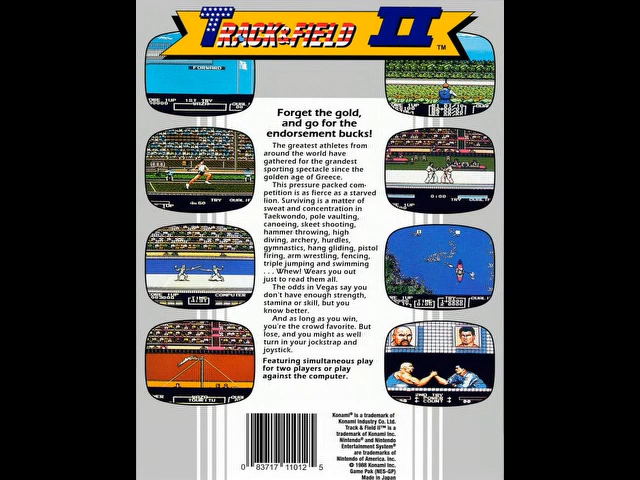 TRACK & FIELD II™
FORWARD
1ST TRY
Forget the gold,
and go for the
endorsement bucks!
The greatest athletes from
around the world have
gathered for the grandest
sporting spectacle since the
golden age of Greece.
This pressure packed com-
petition is as fierce as a starved
lion. Surviving is a matter of
sweat and concentration in
Taekwondo, pole vaulting,
canoeing, skeet shooting,
hammer throwing, high
diving, archery, hurdles,
gymnastics, hang gliding, pistol
firing, arm wrestling, fencing,
triple jumping and swimming
. . . Whew! Wears you out
just to read them all.
The odds in Vegas say you
don't have enough strength,
stamina or skill, but you
know better.
And as long as you win,
you're the crowd favorite. But
lose, and you might as well
turn in your jockstrap and
joystick.
Featuring simultaneous play
for two players or play
against the computer.
COMPUTER
2ND TRY
COUNT
0 83717 11012 5
Konami® is a trademark of
Konami Industry Co. Ltd.
Track & Field II™ is a
trademark of Konami Inc.
Nintendo® and Nintendo
Entertainment System®
are trademarks of
Nintendo of America. Inc.
© 1988 Konami Inc.
Game Pak (NES-GP)
Made in Japan